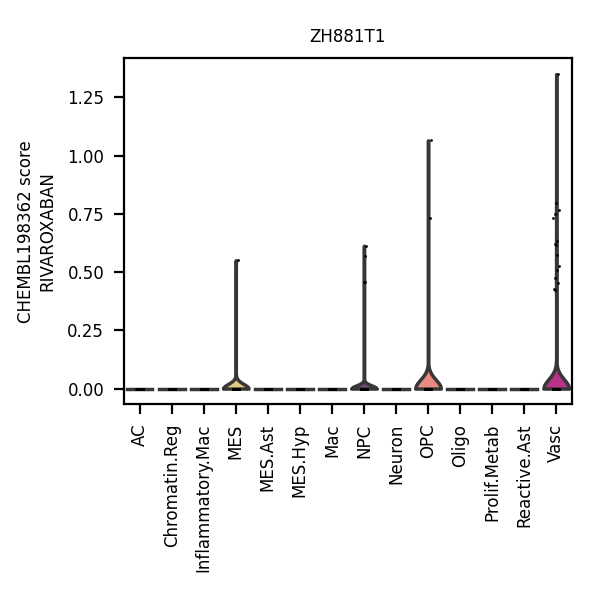 ZH881T1
CHEMBL198362 score
RIVAROXABAN
1.25
1.00
0.75
0.50
0.25
0.00
AC
Chromatin.Reg
Inflammatory.Mac
MES
MES.Ast
MES.Hyp
Mac
NPC
Neuron
OPC
Oligo
Prolif.Metab
Reactive.Ast
Vasc